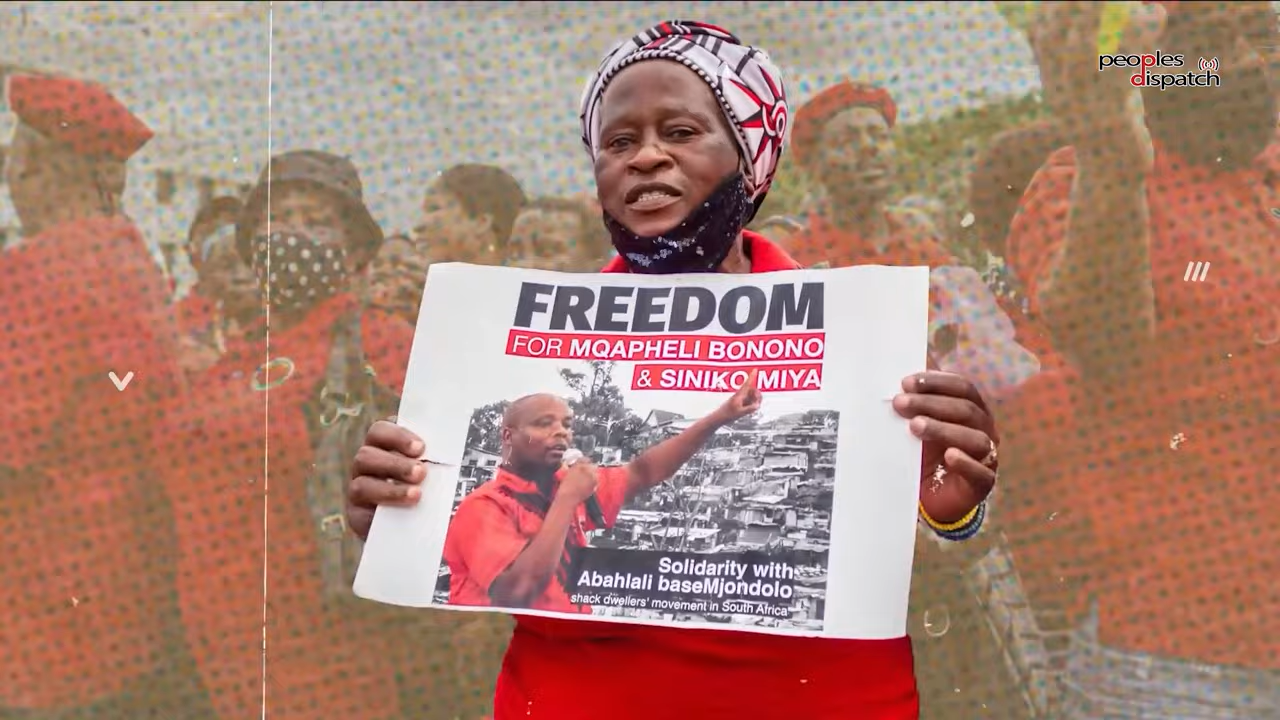 peoples
dispatch
FREEDOM
FOR MQAPHELI BONONO
& SINIKO MIYA
Solidarity with
Abahlali baseMjondolo
shack dwellers' movement in South Africa